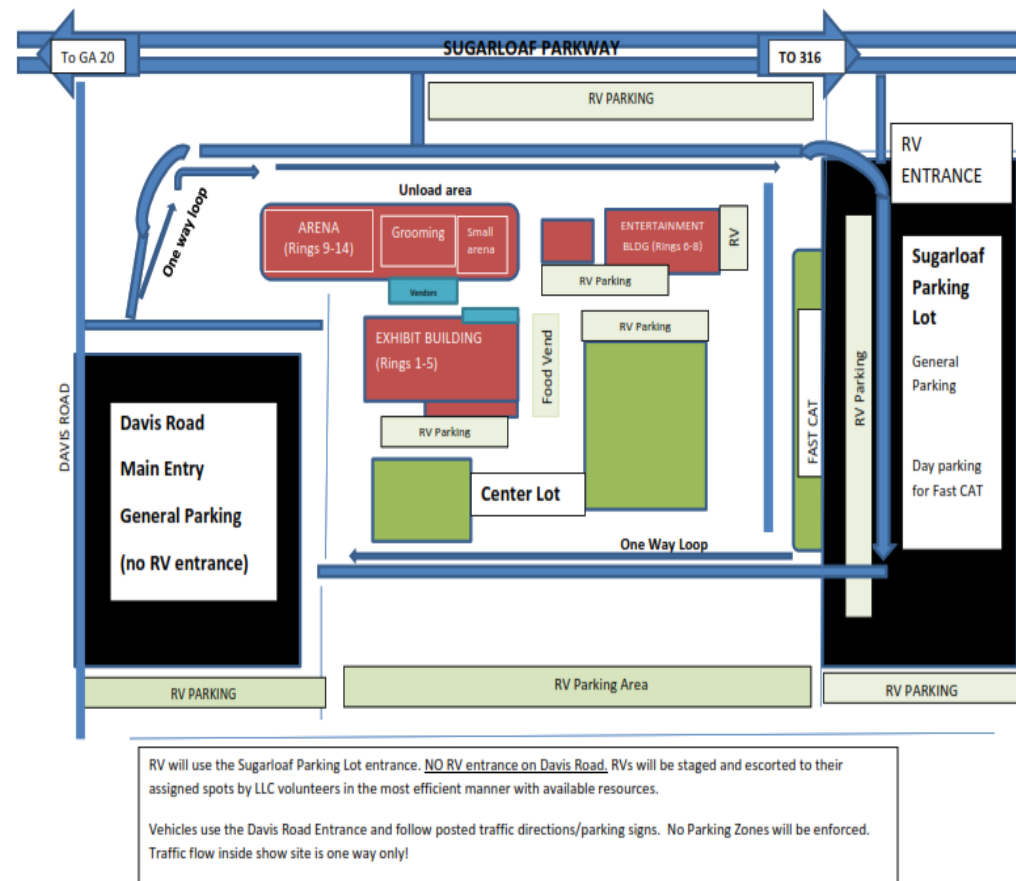 SUGARLOAF PARKWAY
To GA 20
TO 316
RV PARKING
RV
ENTRANCE
One way loop
Unload area
ARENA
(Rings 9-14)
Grooming
Small
arena
ENTERTAINMENT
BLDG (Rings 6-8)
RV
RV Parking
Vendors
EXHIBIT BUILDING
(Rings 1-5)
Food Vend
RV Parking
RV Parking
Center Lot
FAST CAT
RV Parking
Sugarloaf
Parking
Lot
General
Parking
Day parking
for Fast CAT
DAVIS ROAD
Davis Road
Main Entry
General Parking
(no RV entrance)
One Way Loop
RV PARKING
RV Parking Area
RV PARKING
RV will use the Sugarloaf Parking Lot entrance. NO RV entrance on Davis Road. RVs will be staged and escorted to their
assigned spots by LLC volunteers in the most efficient manner with available resources.
Vehicles use the Davis Road Entrance and follow posted traffic directions/parking signs. No Parking Zones will be enforced.
Traffic flow inside show site is one way only!